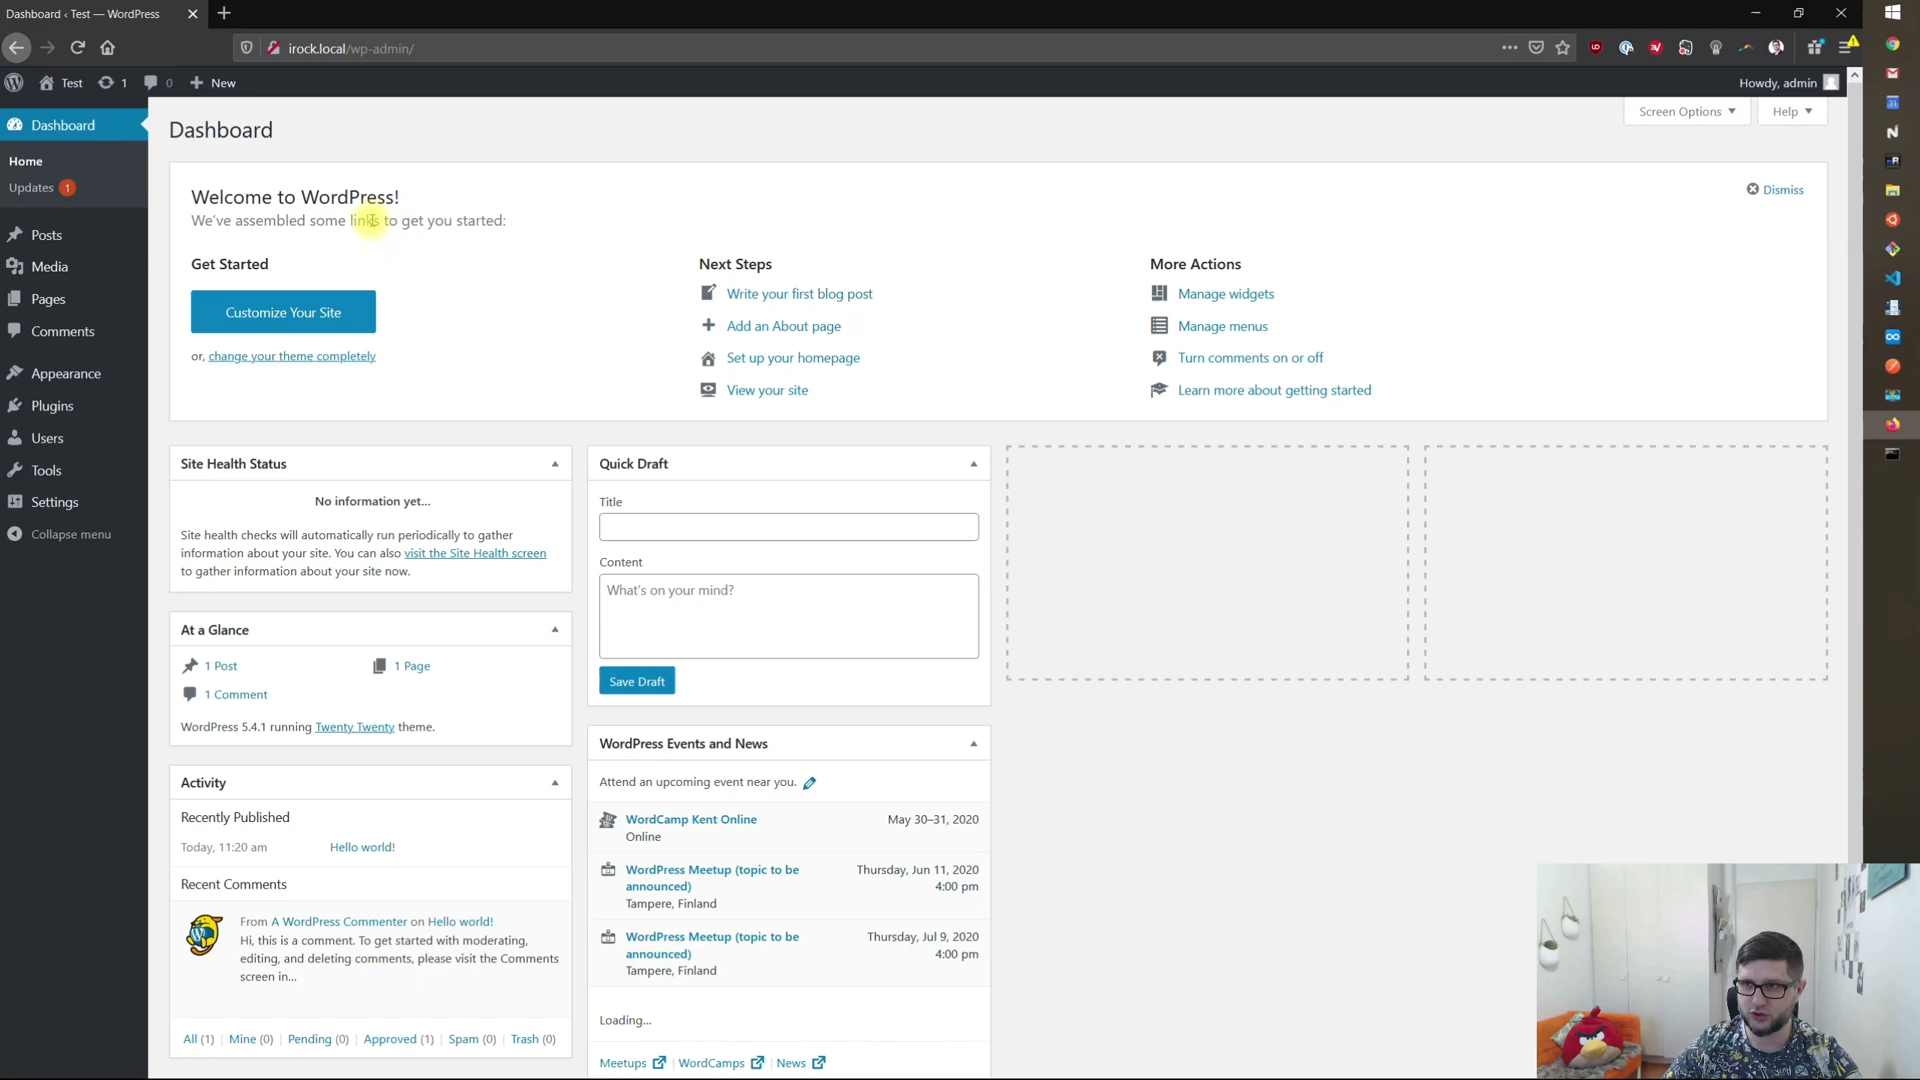 Dashboard ‹ Test — WordPress
irock.local/wp-admin/
Test
1
0
New
Howdy, admin
Dashboard
Home
Updates 1
Posts
Media
Pages
Comments
Appearance
Plugins
Users
Tools
Settings
Collapse menu
Dashboard
Screen Options
Help
Welcome to WordPress!
We've assembled some links to get you started:
Dismiss
Get Started
Customize Your Site
or, change your theme completely
Next Steps
Write your first blog post
Add an About page
Set up your homepage
View your site
More Actions
Manage widgets
Manage menus
Turn comments on or off
Learn more about getting started
Site Health Status
No information yet...
Site health checks will automatically run periodically to gather
information about your site. You can also visit the Site Health screen
to gather information about your site now.
At a Glance
1 Post
1 Page
1 Comment
WordPress 5.4.1 running Twenty Twenty theme.
Activity
Recently Published
Today, 11:20 am Hello world!
Recent Comments
From A WordPress Commenter on Hello world!
Hi, this is a comment. To get started with moderating,
editing, and deleting comments, please visit the Comments
screen in...
All (1) | Mine (0) | Pending (0) | Approved (1) | Spam (0) | Trash (0)
Quick Draft
Title
Content
What's on your mind?
Save Draft
WordPress Events and News
Attend an upcoming event near you.
WordCamp Kent Online May 30–31, 2020
Online
WordPress Meetup (topic to be Thursday, Jun 11, 2020
announced) 4:00 pm
Tampere, Finland
WordPress Meetup (topic to be Thursday, Jul 9, 2020
announced) 4:00 pm
Tampere, Finland
Loading...
Meetups | WordCamps | News